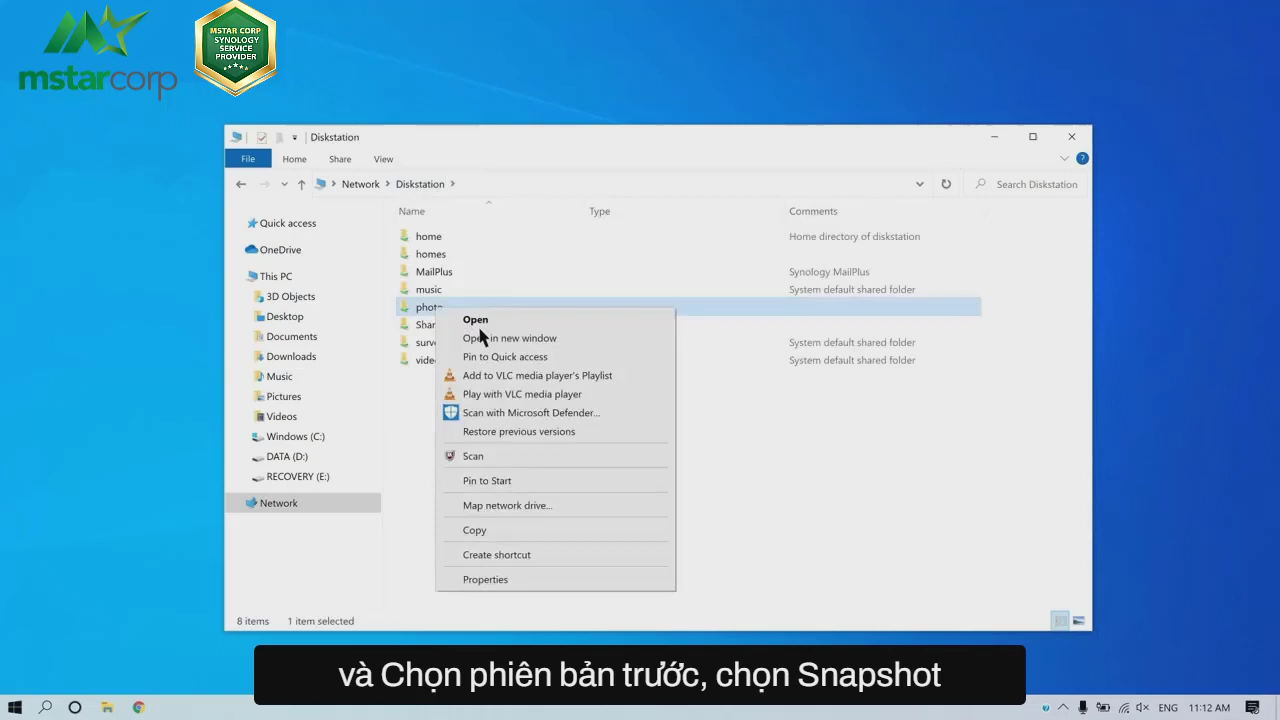 mstarcorp
MSTAR CORP
SYNOLOGY
SERVICE
PROVIDER
Diskstation
File Home Share View
Network Diskstation
Search Diskstation
Name Type Comments
Quick access
OneDrive
This PC
3D Objects
Desktop
Documents
Downloads
Music
Pictures
Videos
Windows (C:)
DATA (D:)
RECOVERY (E:)
Network
home Home directory of diskstation
homes
MailPlus Synology MailPlus
music System default shared folder
photo
Shar
surve System default shared folder
video System default shared folder
Open
Open in new window
Pin to Quick access
Add to VLC media player's Playlist
Play with VLC media player
Scan with Microsoft Defender...
Restore previous versions
Scan
Pin to Start
Map network drive...
Copy
Create shortcut
Properties
8 items 1 item selected
và Chọn phiên bản trước, chọn Snapshot
ENG 11:12 AM